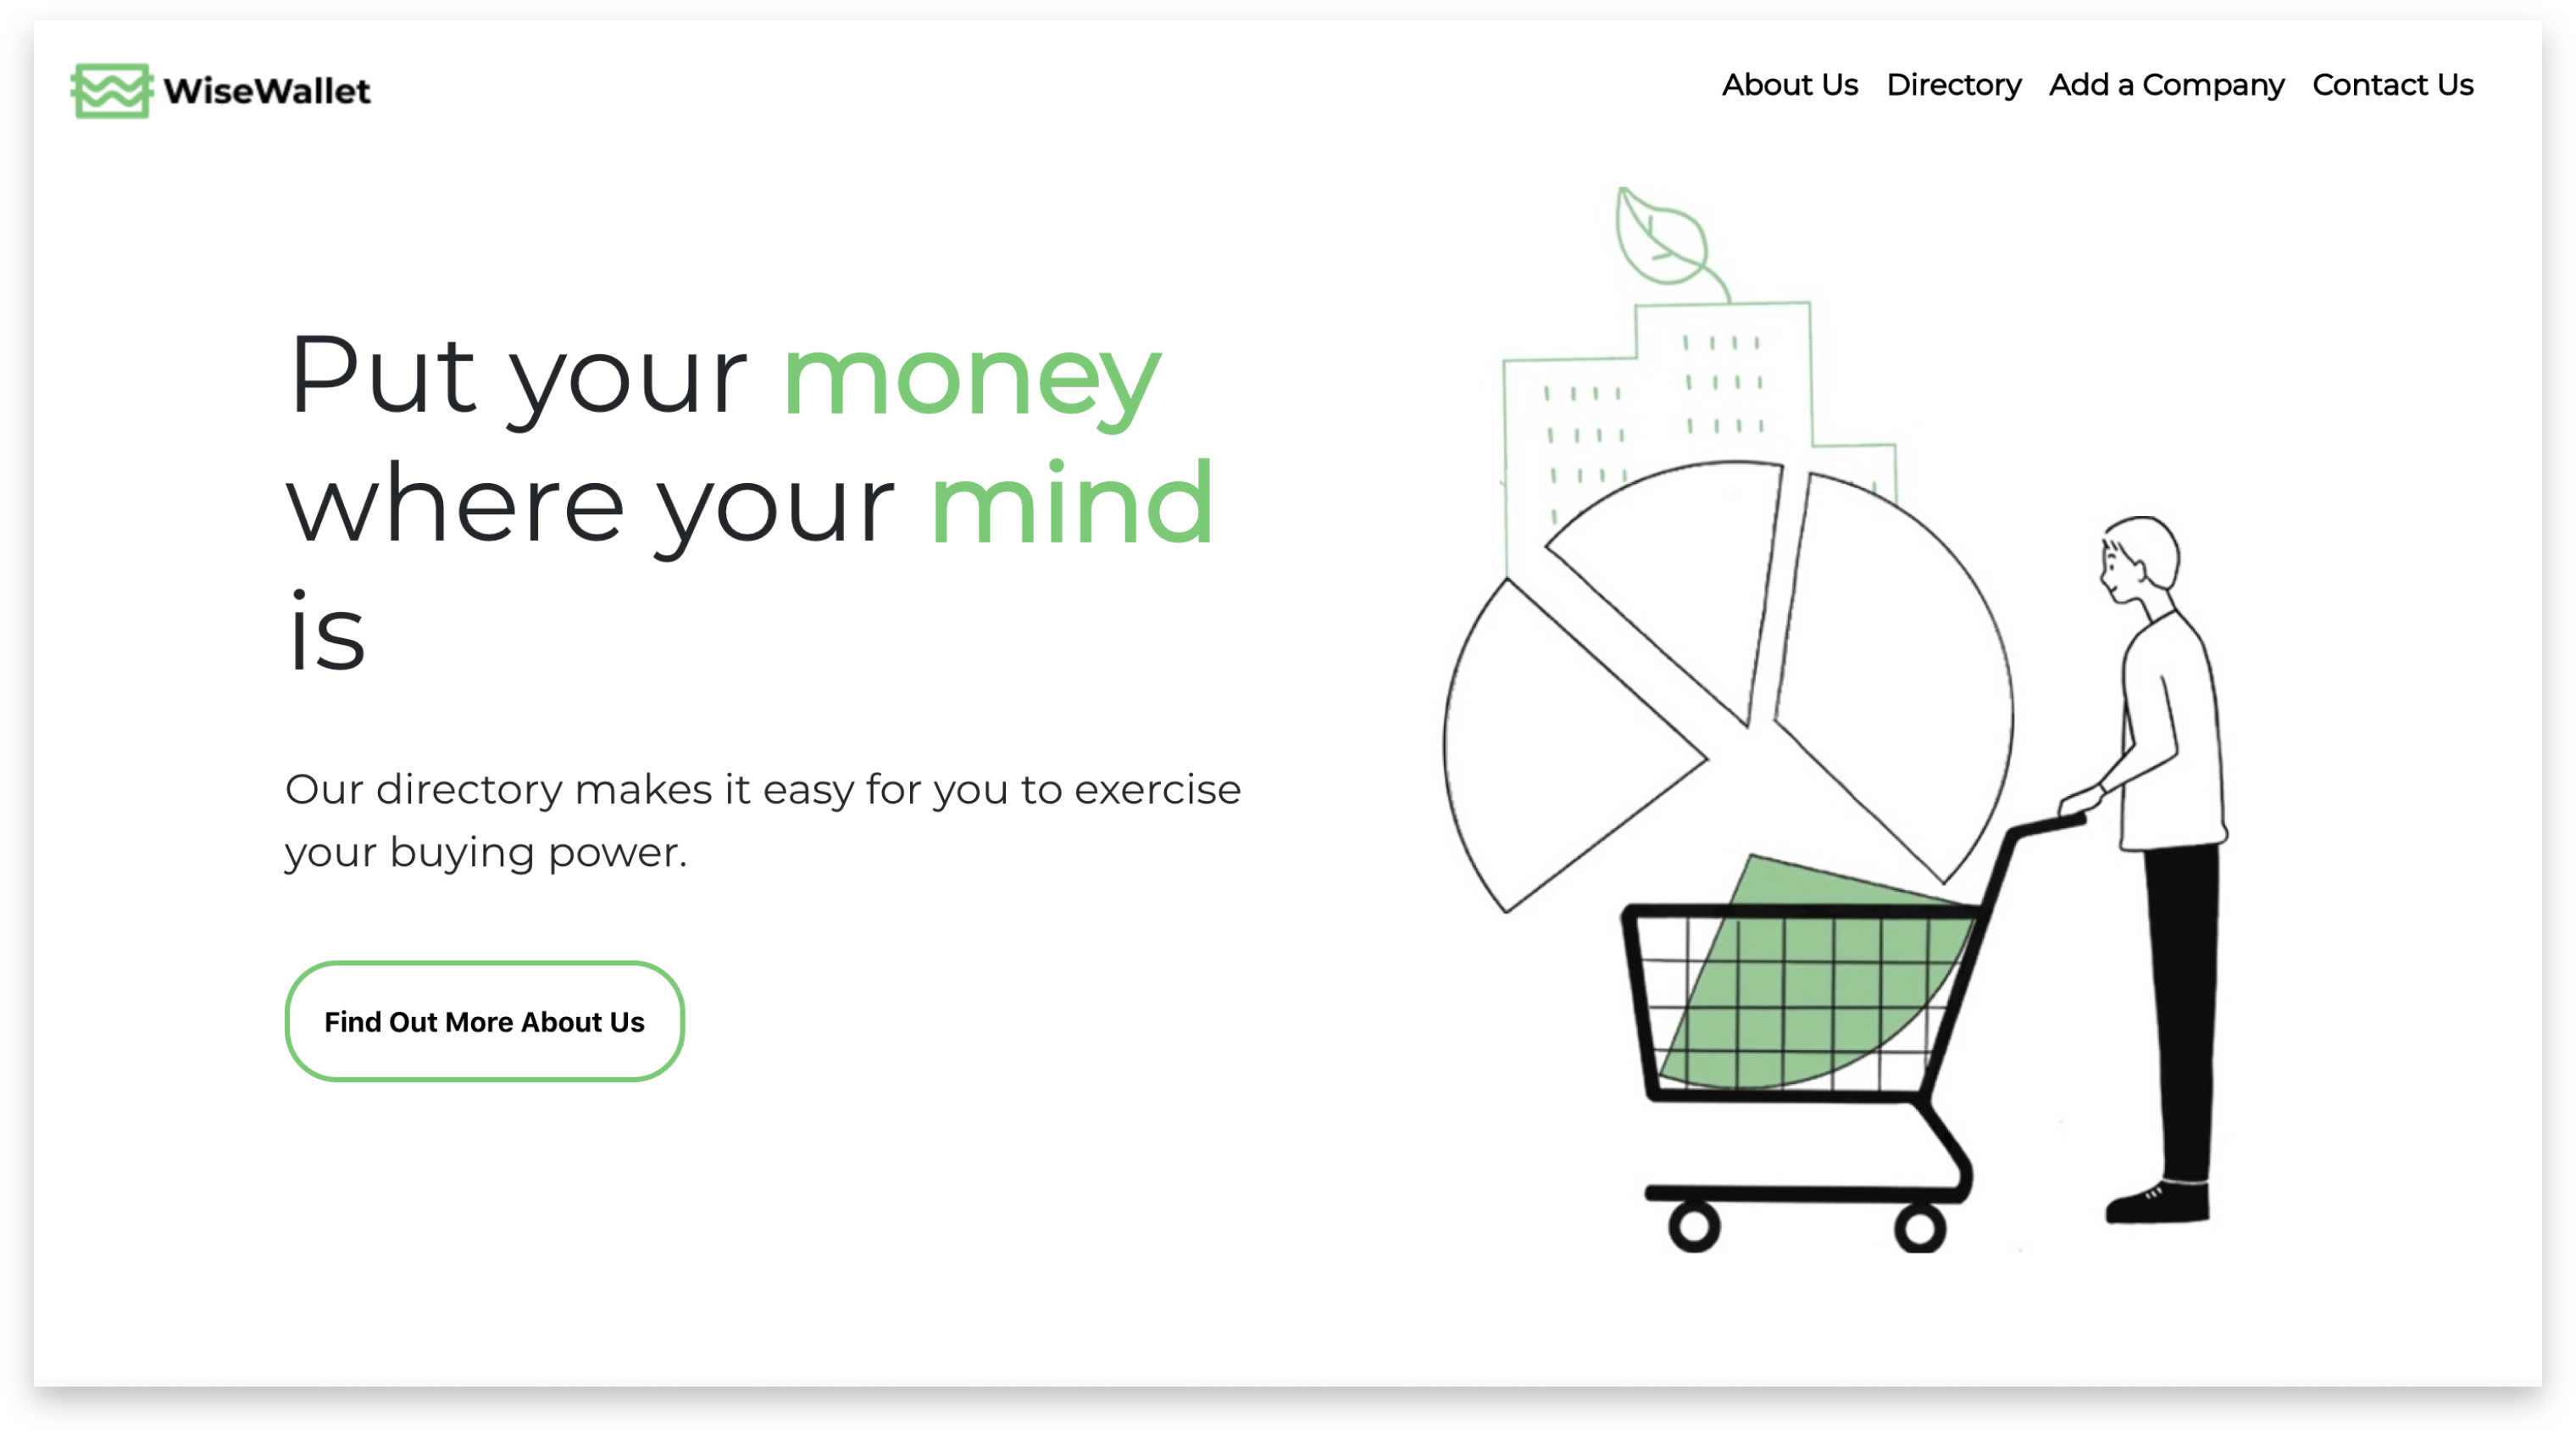 WiseWallet
About Us Directory Add a Company Contact Us
Put your money
where your mind
is
Our directory makes it easy for you to exercise
your buying power.
Find Out More About Us